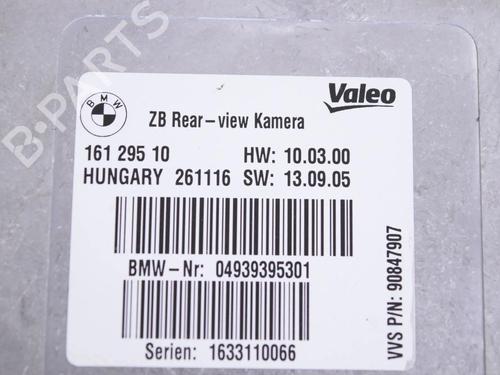 B-PARTS
BMW
ZB Rear-view Kamera
Valeo
161 295 10 HW: 10.03.00
HUNGARY 261116 SW: 13.09.05
BMW-Nr: 04939395301
Serien: 1633110066
VVS P/N: 90847907